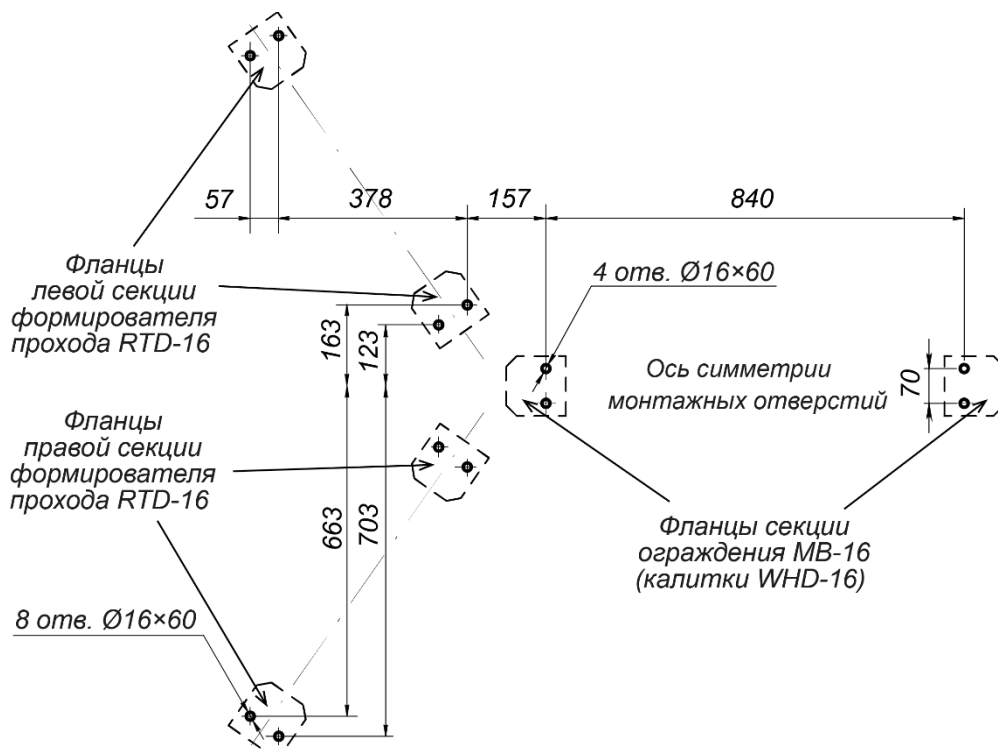 57
378
157
840
Фланцы
левой секции
формирователя
прохода RTD-16
4 отв. Ø16×60
163
123
Ось симметрии
монтажных отверстий
70
Фланцы
правой секции
формирователя
прохода RTD-16
663
703
Фланцы секции
ограждения MB-16
(калитки WHD-16)
8 отв. Ø16×60